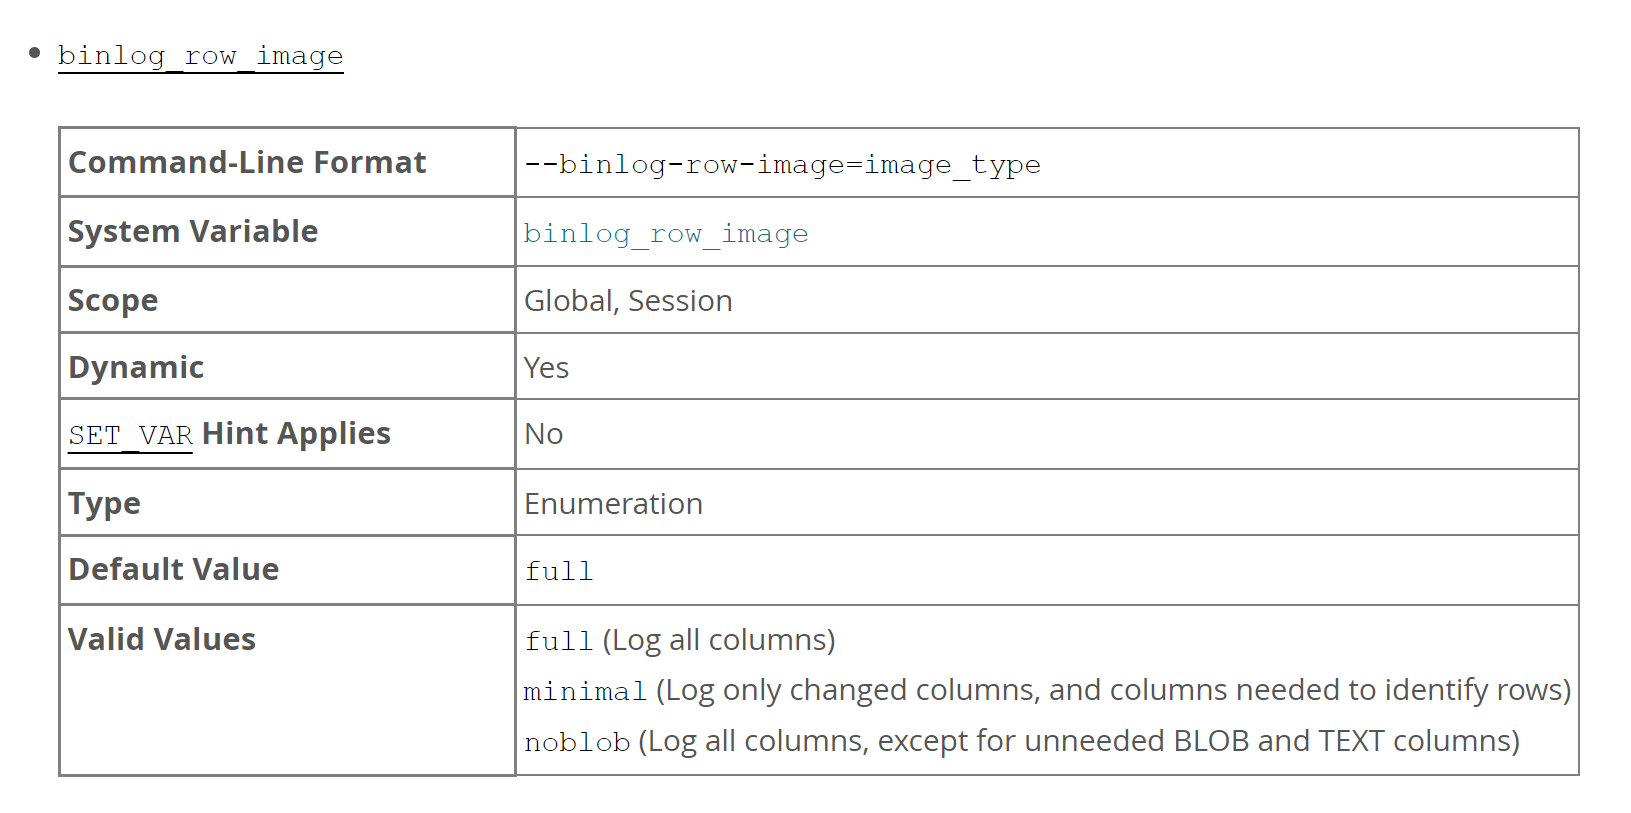 binlog_row_image
Command-Line Format --binlog-row-image=image_type
System Variable binlog_row_image
Scope Global, Session
Dynamic Yes
SET_VAR Hint Applies No
Type Enumeration
Default Value full
Valid Values full (Log all columns)
minimal (Log only changed columns, and columns needed to identify rows)
noblob (Log all columns, except for unneeded BLOB and TEXT columns)